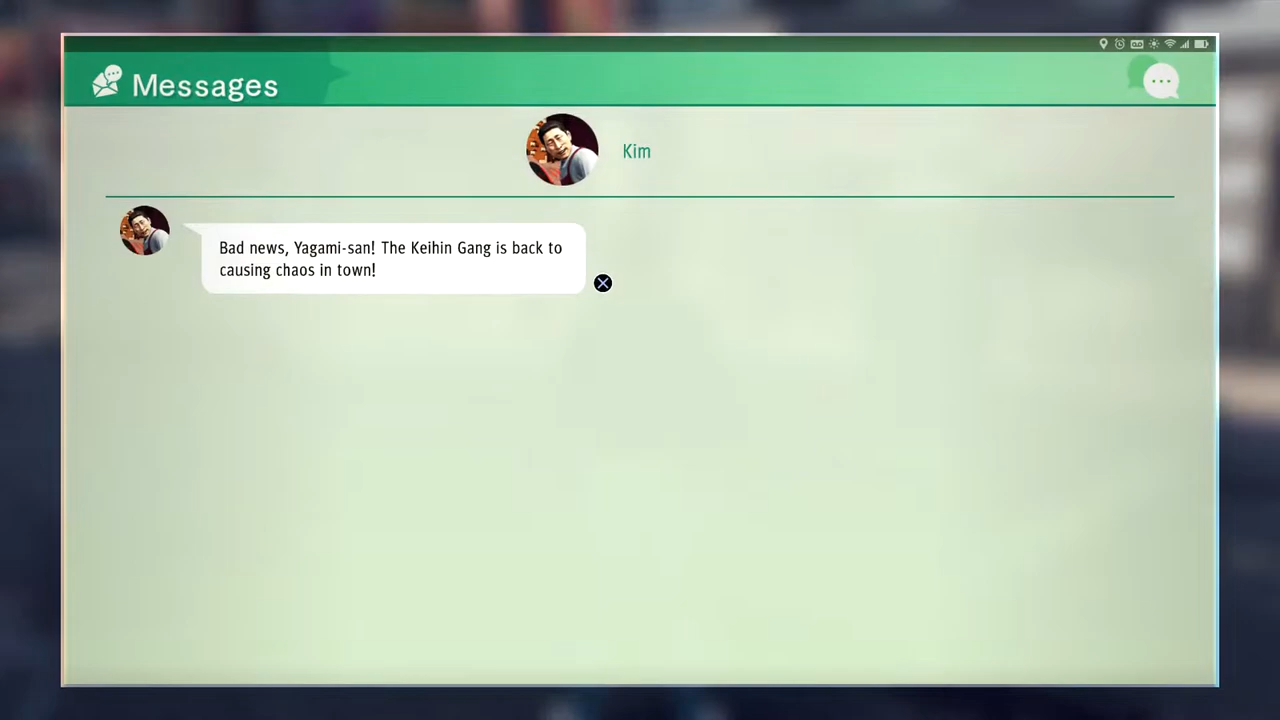 Messages
Kim
Bad news, Yagami-san! The Keihin Gang is back to
causing chaos in town!